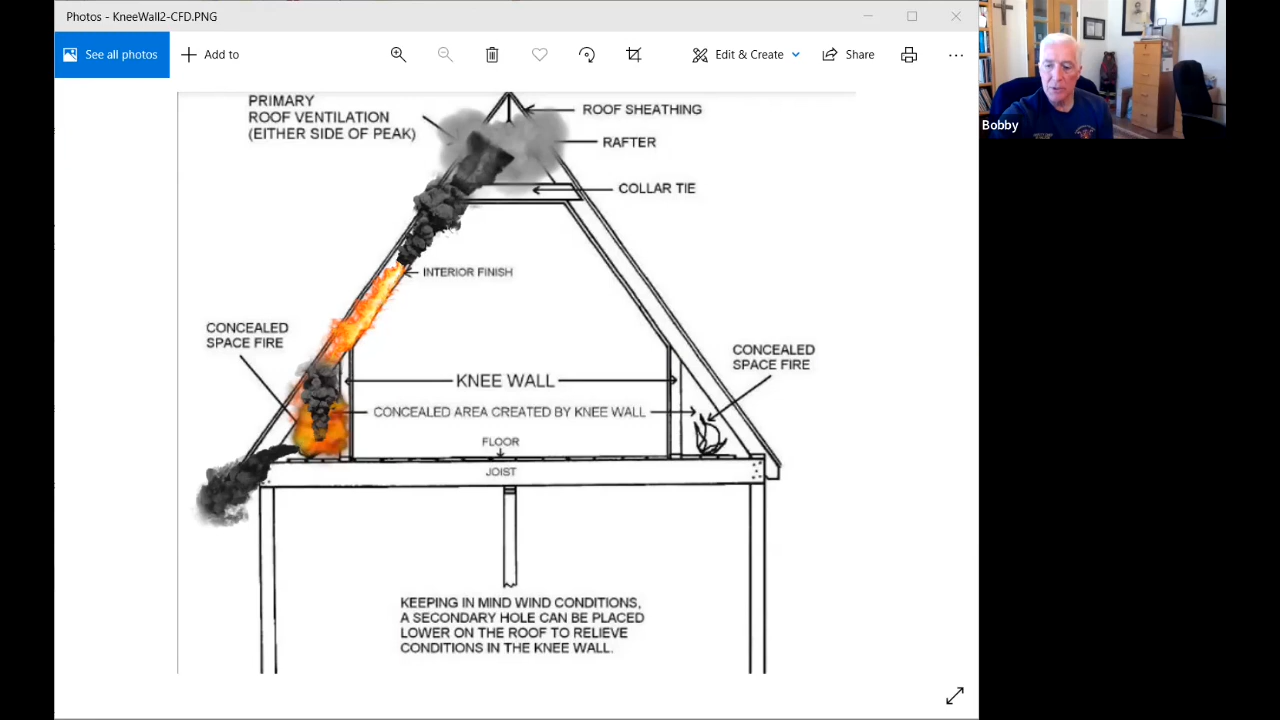 Photos - KneeWall2-CFD.PNG
See all photos
Add to
Edit & Create
Share
Bobby
PRIMARY
ROOF VENTILATION
(EITHER SIDE OF PEAK)
ROOF SHEATHING
RAFTER
COLLAR TIE
INTERIOR FINISH
CONCEALED
SPACE FIRE
CONCEALED
SPACE FIRE
KNEE WALL
CONCEALED AREA CREATED BY KNEE WALL
FLOOR
JOIST
KEEPING IN MIND WIND CONDITIONS,
A SECONDARY HOLE CAN BE PLACED
LOWER ON THE ROOF TO RELIEVE
CONDITIONS IN THE KNEE WALL.